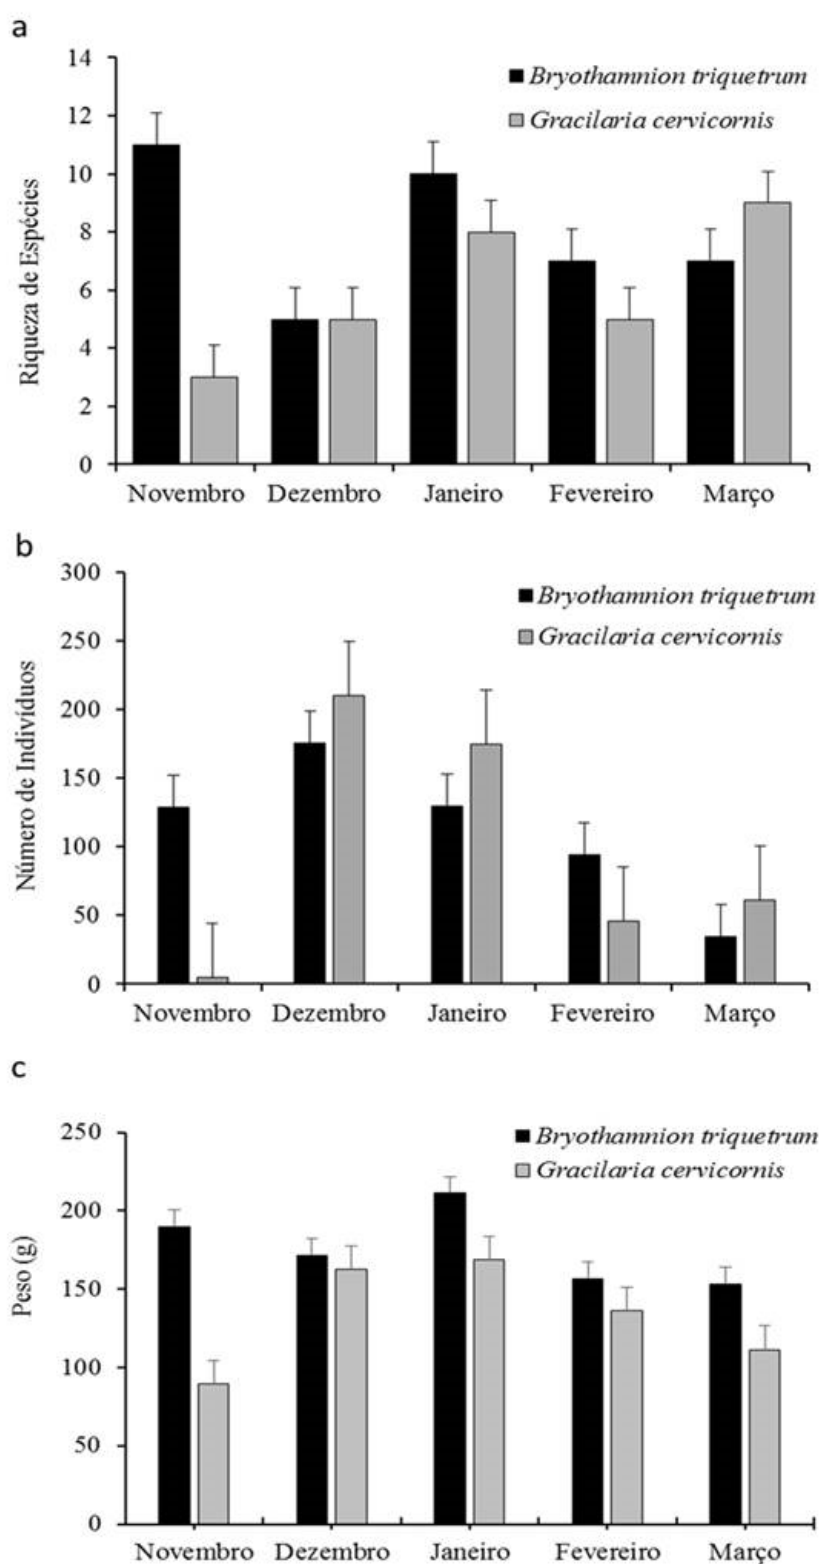 a
14
12
10
8
6
4
2
0
Riqueza de Espécies
Bryothamnion triquetrum
Gracilaria cervicornis
Novembro Dezembro Janeiro Fevereiro Março
b
300
250
200
150
100
50
0
Número de Indivíduos
Bryothamnion triquetrum
Gracilaria cervicornis
Novembro Dezembro Janeiro Fevereiro Março
c
250
200
150
100
50
0
Peso (g)
Bryothamnion triquetrum
Gracilaria cervicornis
Novembro Dezembro Janeiro Fevereiro Março